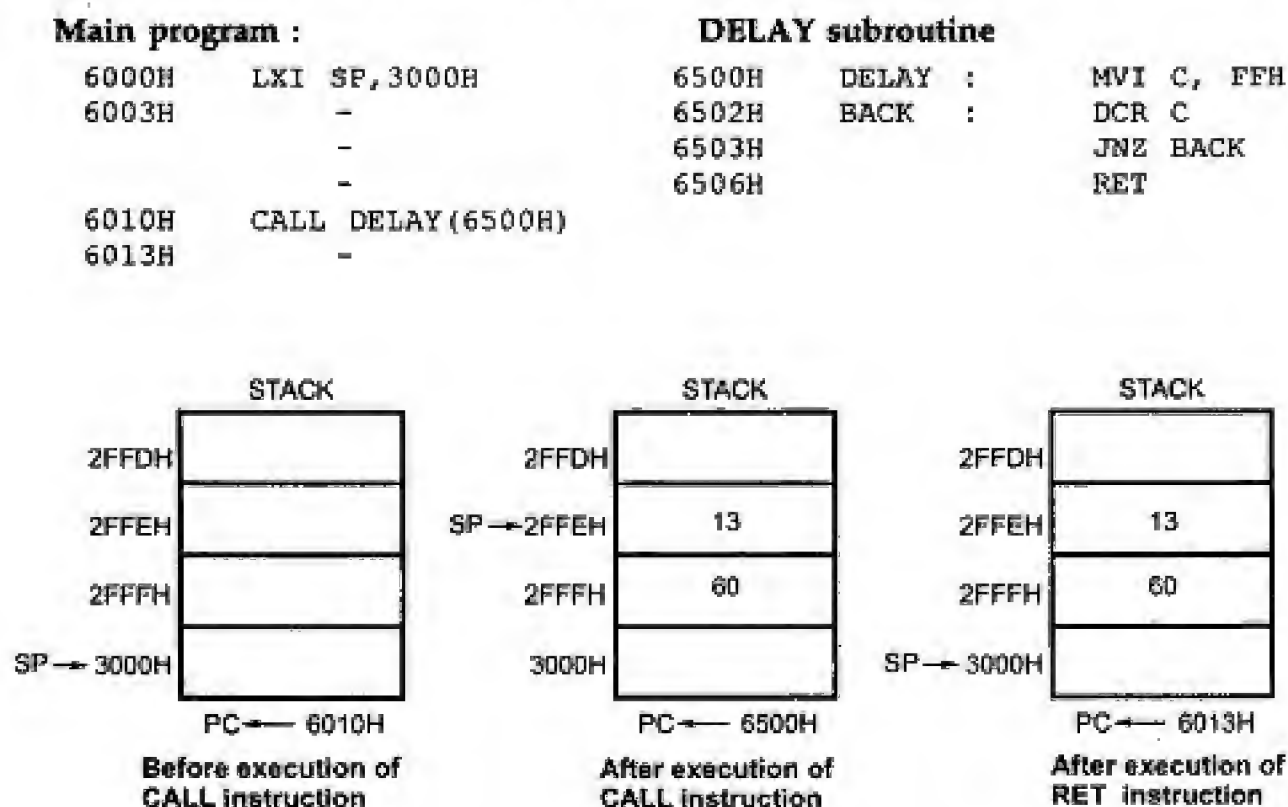 Main program :
6000H LXI SP,3000H
6003H -
-
-
6010H CALL DELAY(6500H)
6013H -
DELAY subroutine
6500H DELAY : MVI C, FFH
6502H BACK : DCR C
6503H JNZ BACK
6506H RET
STACK
2FFDH
2FFEH
2FFFH
SP → 3000H
PC ← 6010H
Before execution of
CALL instruction
STACK
2FFDH
SP → 2FFEH 13
2FFFH 60
3000H
PC ← 6500H
After execution of
CALL instruction
STACK
2FFDH
2FFEH 13
2FFFH 60
SP → 3000H
PC ← 6013H
After execution of
RET instruction